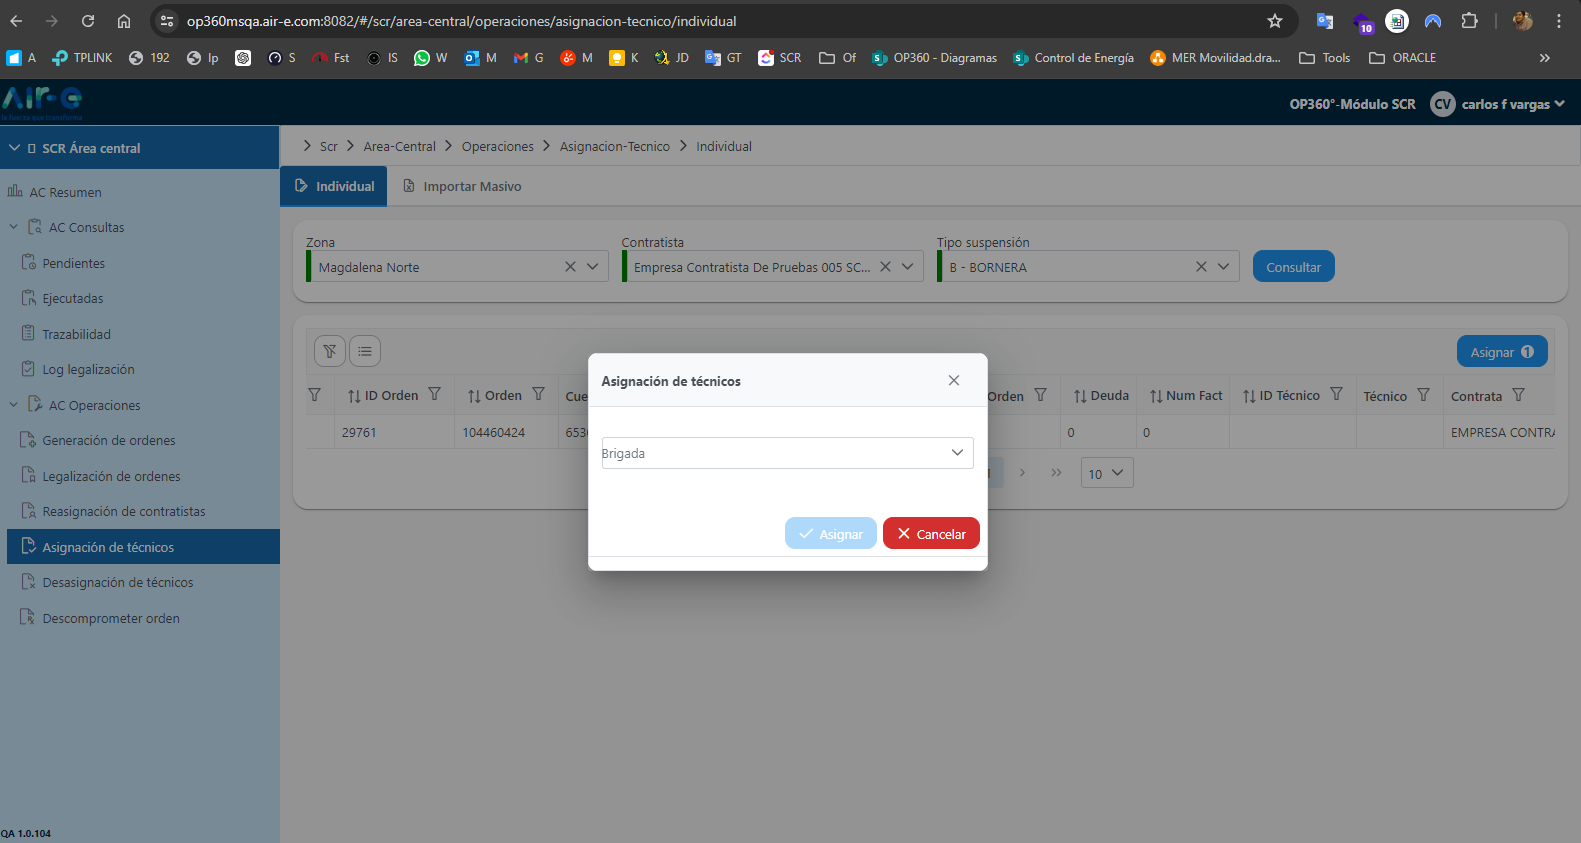 op360msqa.air-e.com:8082/#/scr/area-central/operaciones/asignacion-tecnico/individual
10
A TPLINK 192 Ip S Fst IS W M G M K JD GT SCR Of OP360 - Diagramas Control de Energía MER Movilidad.dra... Tools ORACLE
AIr-e
la fuerza que transforma
OP360°-Módulo SCR CV carlos f vargas
SCR Área central
Scr Area-Central Operaciones Asignacion-Tecnico Individual
Individual Importar Masivo
AC Resumen
AC Consultas
Pendientes
Ejecutadas
Trazabilidad
Log legalización
AC Operaciones
Generación de ordenes
Legalización de ordenes
Reasignación de contratistas
Asignación de técnicos
Desasignación de técnicos
Descomprometer orden
QA 1.0.104
Zona Contratista Tipo suspensión
Magdalena Norte Empresa Contratista De Pruebas 005 SC... B - BORNERA Consultar
Asignar 1
ID Orden Orden Cue Orden Deuda Num Fact ID Técnico Técnico Contrata
29761 104460424 653 0 0 EMPRESA CONTRA
10
Asignación de técnicos
Brigada
Asignar Cancelar